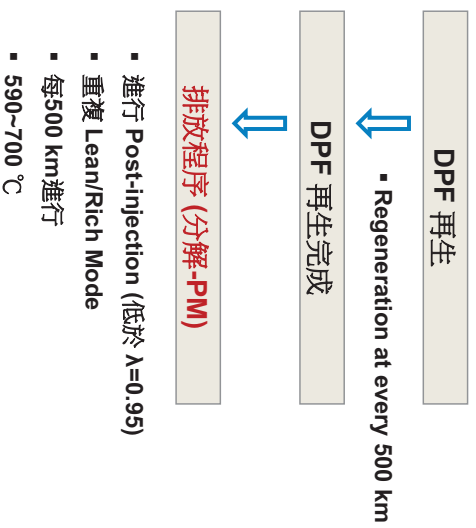 DPF 再生
▪ Regeneration at every 500 km
DPF 再生完成
排放程序 (分解-PM)
▪ 進行 Post-injection (低於 λ=0.95)
▪ 重複 Lean/Rich Mode
▪ 每500 km進行
▪ 590~700 ℃